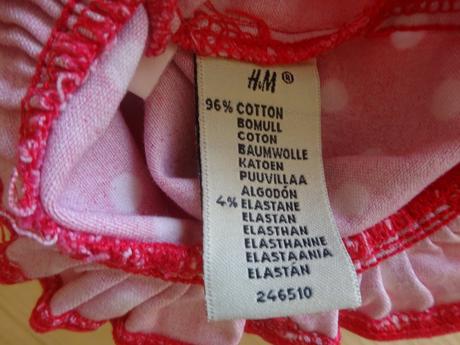 H&M ®
96% COTTON
BOMULL
COTON
BAUMWOLLE
KATOEN
PUUVILLAA
ALGODÓN
4% ELASTANE
ELASTAN
ELASTHAN
ELASTHANNE
ELASTAANIA
ELASTÁN
246510